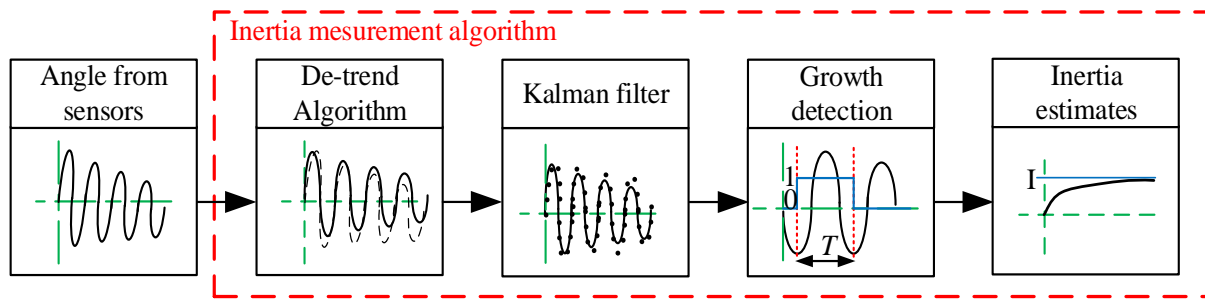 Inertia mesurement algorithm
Angle from
sensors
De-trend
Algorithm
Kalman filter
Growth
detection
1
0
T
Inertia
estimates
I